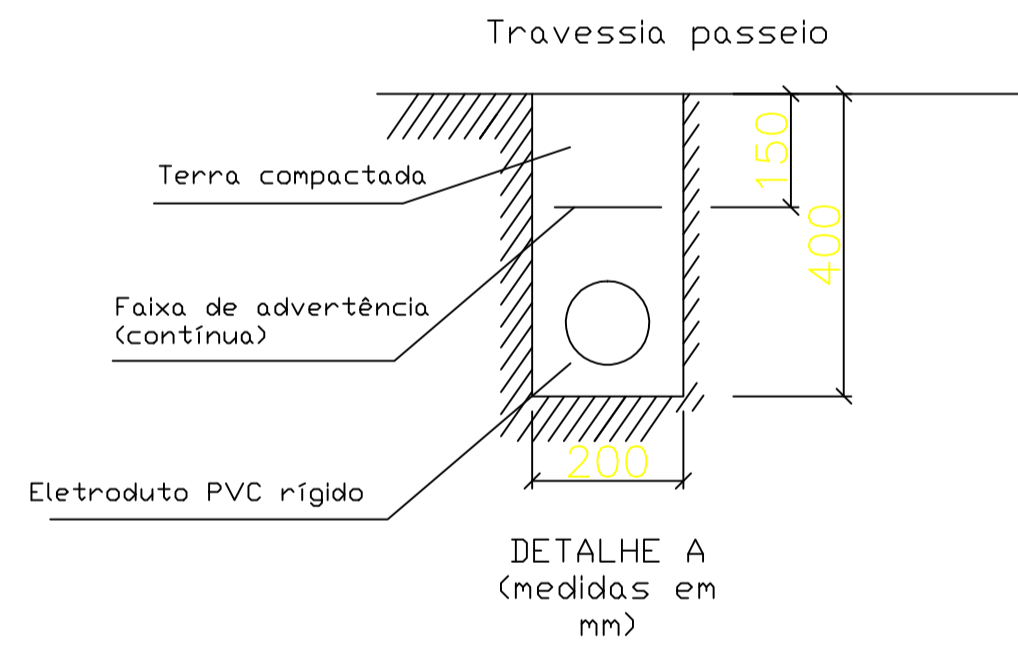 Travessia passeio
150
Terra compactada
400
Faixa de advertência
(contínua)
200
Eletroduto PVC rígido
DETALHE A
(medidas em
mm)